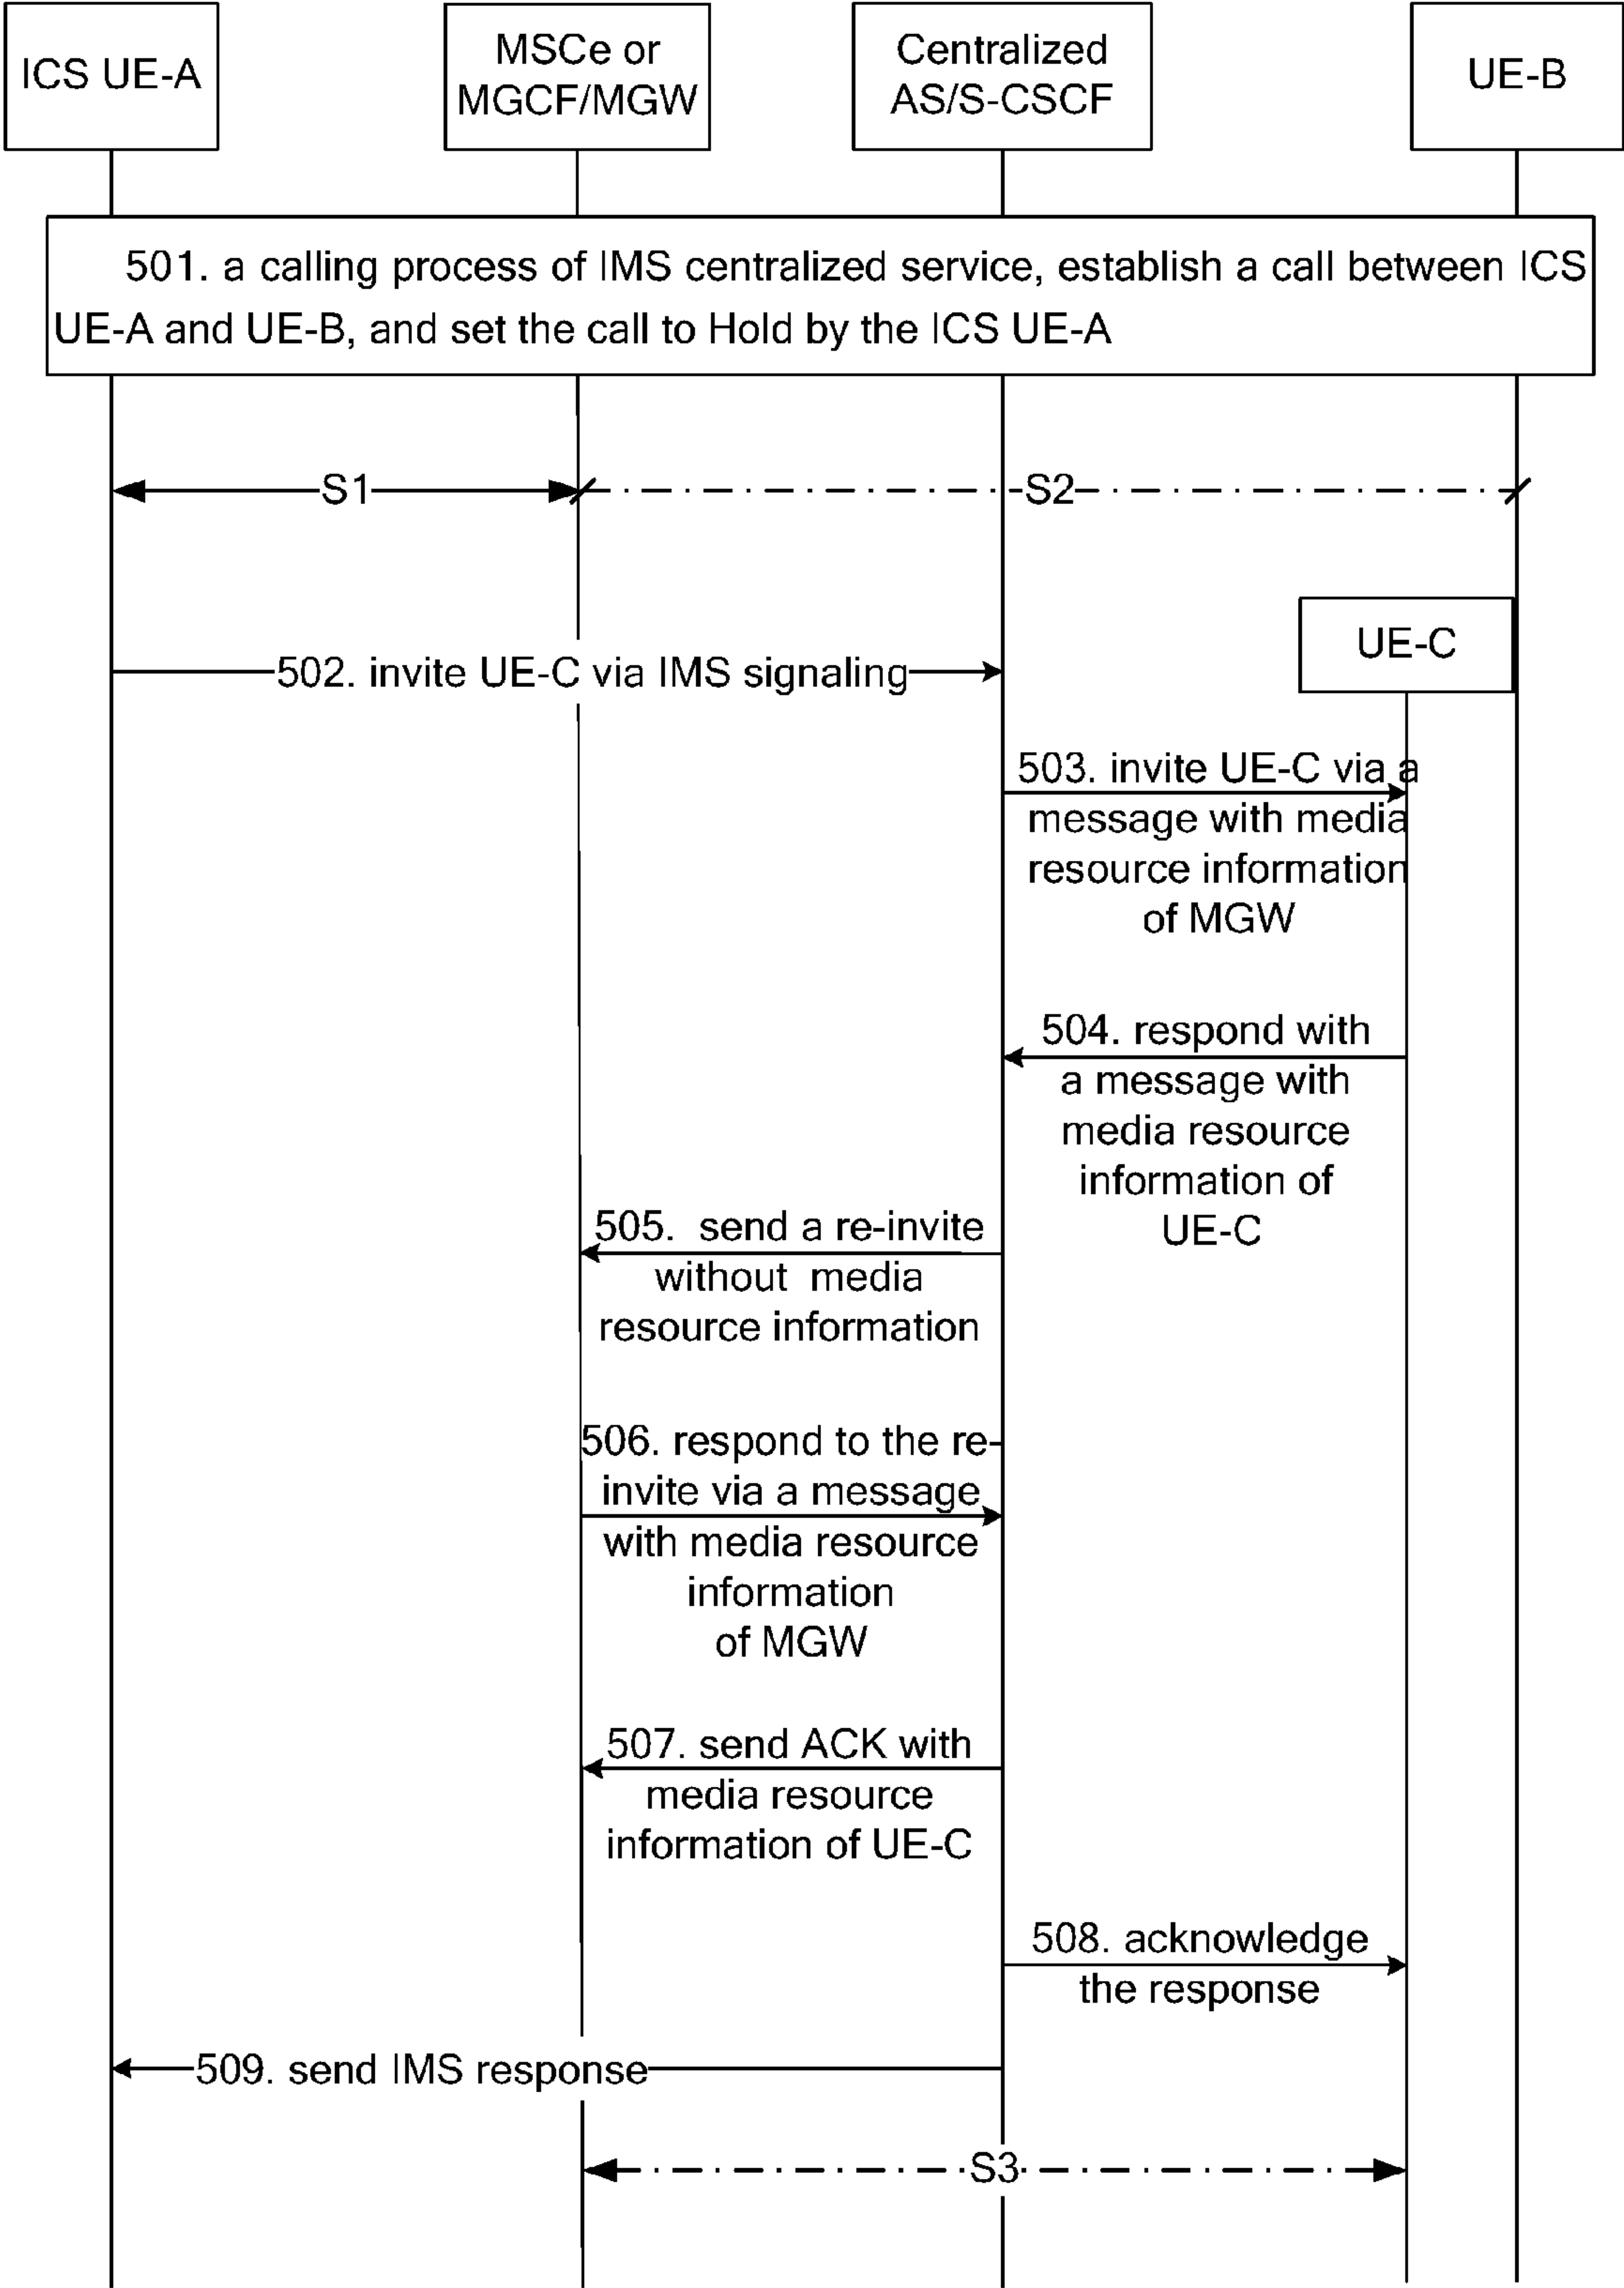 ICS UE-A
MSCe or
MGCF/MGW
Centralized
AS/S-CSCF
UE-B
501. a calling process of IMS centralized service, establish a call between ICS
UE-A and UE-B, and set the call to Hold by the ICS UE-A
S1
S2
UE-C
502. invite UE-C via IMS signaling
503. invite UE-C via a
message with media
resource information
of MGW
504. respond with
a message with
media resource
information of
UE-C
505. send a re-invite
without media
resource information
506. respond to the re-
invite via a message
with media resource
information
of MGW
507. send ACK with
media resource
information of UE-C
508. acknowledge
the response
509. send IMS response
S3